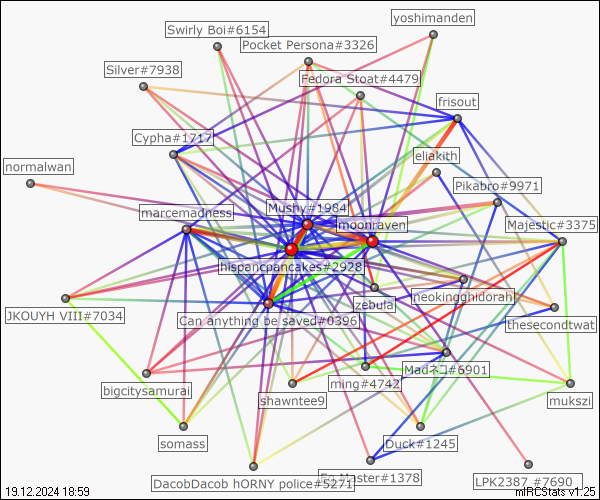 yoshimanden
Swirly Boi#6154
Pocket Persona#3326
Silver#7938
Fedora Stoat#4479
frisout
Cypha#1717
eliakith
normalwan
Pikabro#9971
Mushy#1984
marcemadness
moonraven
Majestic#3375
hispancpancakes#2928
zebula
neokingghidorah
JKOUYH VIII#7034
Can anything be saved#0396
thesecondtwat
Madネコ#6901
bigcitysamurai
ming#4742
shawntee9
mukszi
somass
Duck#1245
DacobDacob hORNY police#5271
Master#1378
LPK2387 _#7690
19.12.2024 18:59
mIRCStats v1.25